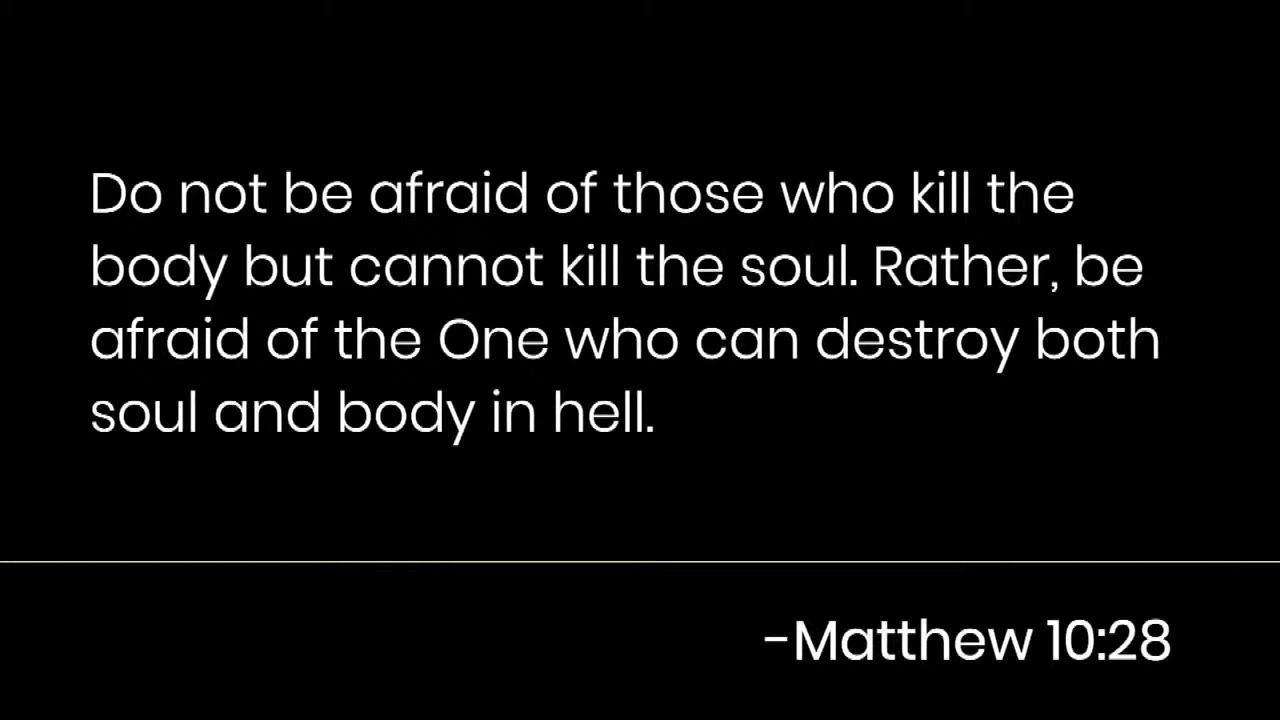 Do not be afraid of those who kill the
body but cannot kill the soul. Rather, be
afraid of the One who can destroy both
soul and body in hell.
-Matthew 10:28